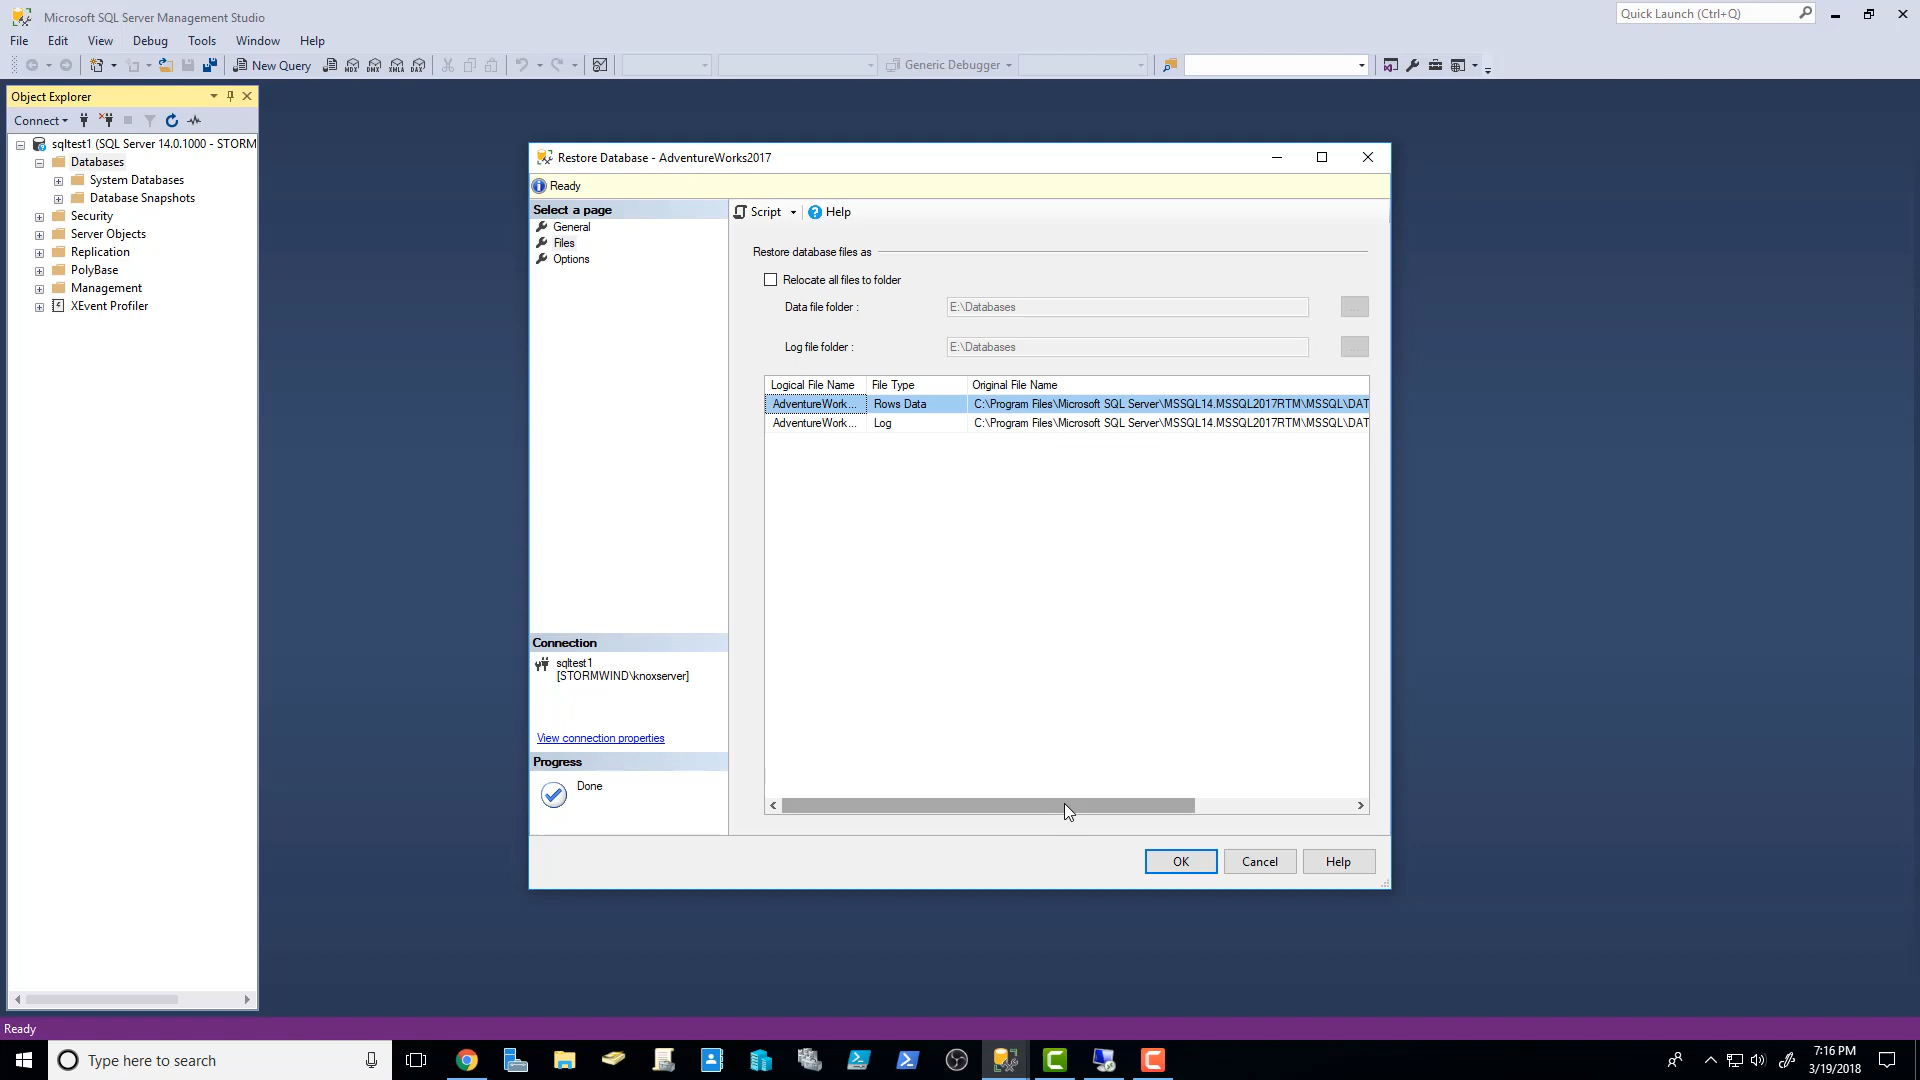 Microsoft SQL Server Management Studio
Quick Launch (Ctrl+Q)
File Edit View Debug Tools Window Help
New Query
MDX DMX XMLA DAX
Generic Debugger
Object Explorer
Connect
sqltest1 (SQL Server 14.0.1000 - STORM
Databases
System Databases
Database Snapshots
Security
Server Objects
Replication
PolyBase
Management
XEvent Profiler
Restore Database - AdventureWorks2017
Ready
Select a page
General
Files
Options
Script
Help
Restore database files as
Relocate all files to folder
Data file folder :
E:\Databases
...
Log file folder :
E:\Databases
...
Logical File Name File Type Original File Name
AdventureWork... Rows Data C:\Program Files\Microsoft SQL Server\MSSQL14.MSSQL2017RTM\MSSQL\DAT
AdventureWork... Log C:\Program Files\Microsoft SQL Server\MSSQL14.MSSQL2017RTM\MSSQL\DAT
Connection
sqltest1
[STORMWIND\knoxserver]
View connection properties
Progress
Done
OK Cancel Help
Ready
Type here to search
7:16 PM
3/19/2018